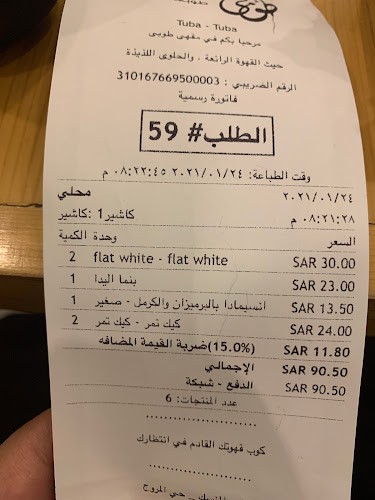 طوبى
Tuba - Tuba
مرحبا بكم في مقهى طوبى
حيث القهوة الرائعة . والحلوى اللذيذة
الرقم الضريبي : 310167669500003
فاتورة رسمية
الطلب# 59
وقت الطباعة: ٢٠٢١/٠١/٢٤ ٠٨:٢٢:٤٥ م
٢٠٢١/٠١/٢٤ محلي
٠٨:٢١:٢٨ م كاشير1 :كاشير
السعر وحدة الكمية
2 flat white - flat white SAR 30.00
1 بنما اليدا SAR 23.00
1 انسيمادا بالبرميزان والكرمل - صغير SAR 13.50
2 كيك تمر - كيك تمر SAR 24.00
(15.0%)ضريبة القيمة المضافه SAR 11.80
الإجمالي SAR 90.50
الدفع - شبكة SAR 90.50
عدد المنتجات: 6
كوب قهوتك القادم في انتظارك
حي المروج